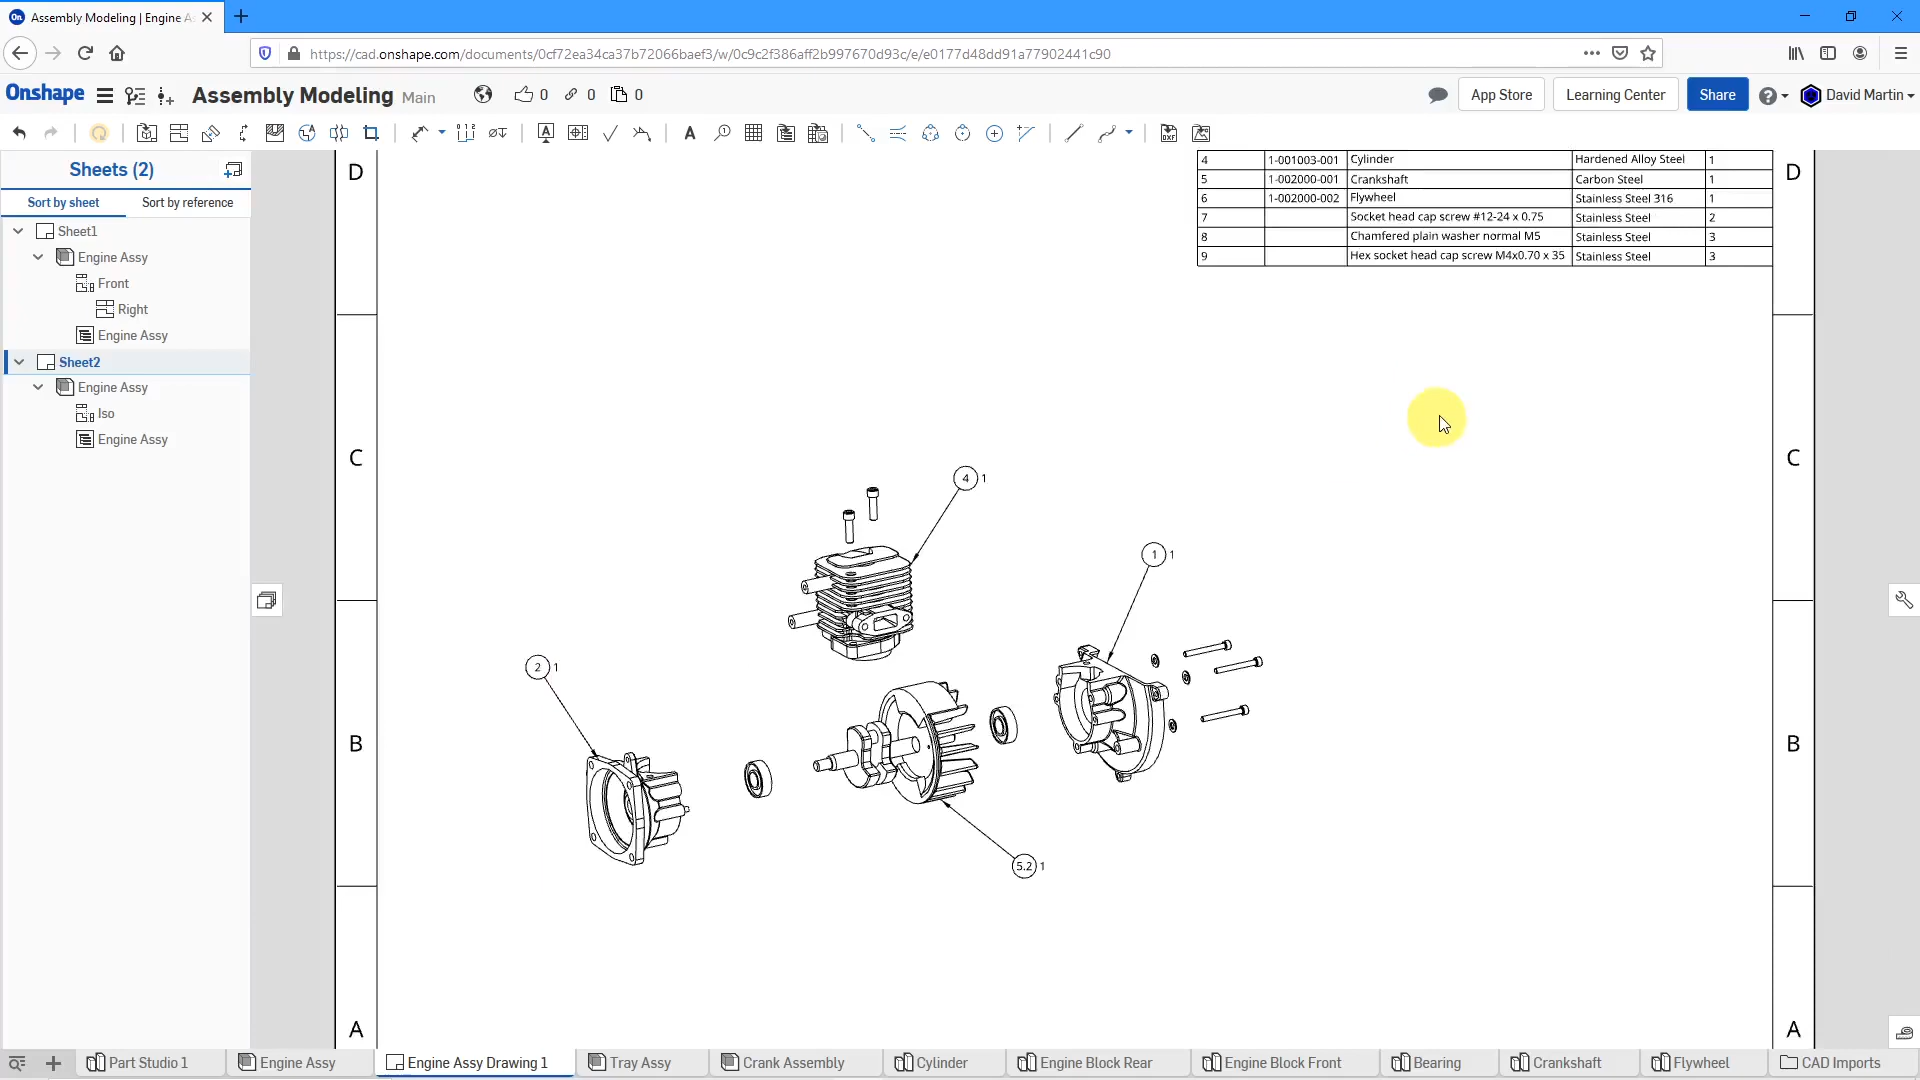 On Assembly Modeling | Engine As
https://cad.onshape.com/documents/0cf72ea34ca37b72066baef3/w/0c9c2f386aff2b997670d93c/e/e0177d48dd91a77902441c90
Onshape Assembly Modeling Main 0 0 0 App Store Learning Center Share David Martin
Sheets (2)
Sort by sheet Sort by reference
Sheet1
Engine Assy
Front
Right
Engine Assy
Sheet2
Engine Assy
Iso
Engine Assy
D D
4 1-001003-001 Cylinder Hardened Alloy Steel 1
5 1-002000-001 Crankshaft Carbon Steel 1
6 1-002000-002 Flywheel Stainless Steel 316 1
7 Socket head cap screw #12-24 x 0.75 Stainless Steel 2
8 Chamfered plain washer normal M5 Stainless Steel 3
9 Hex socket head cap screw M4x0.70 x 35 Stainless Steel 3
C C
4 1
1 1
2 1
B B
5.2 1
A A
Part Studio 1 Engine Assy Engine Assy Drawing 1 Tray Assy Crank Assembly Cylinder Engine Block Rear Engine Block Front Bearing Crankshaft Flywheel CAD Imports